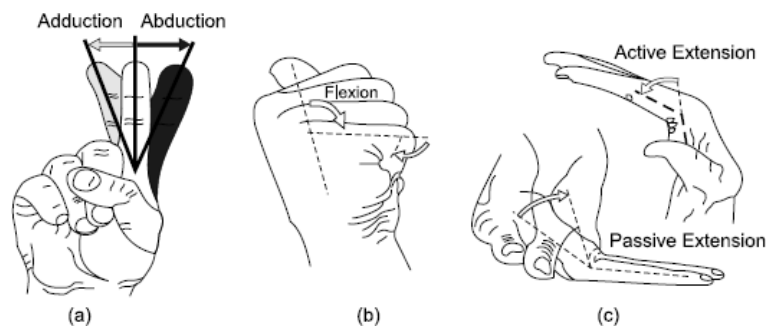 Adduction Abduction
Flexion
Active Extension
Passive Extension
(a) (b) (c)